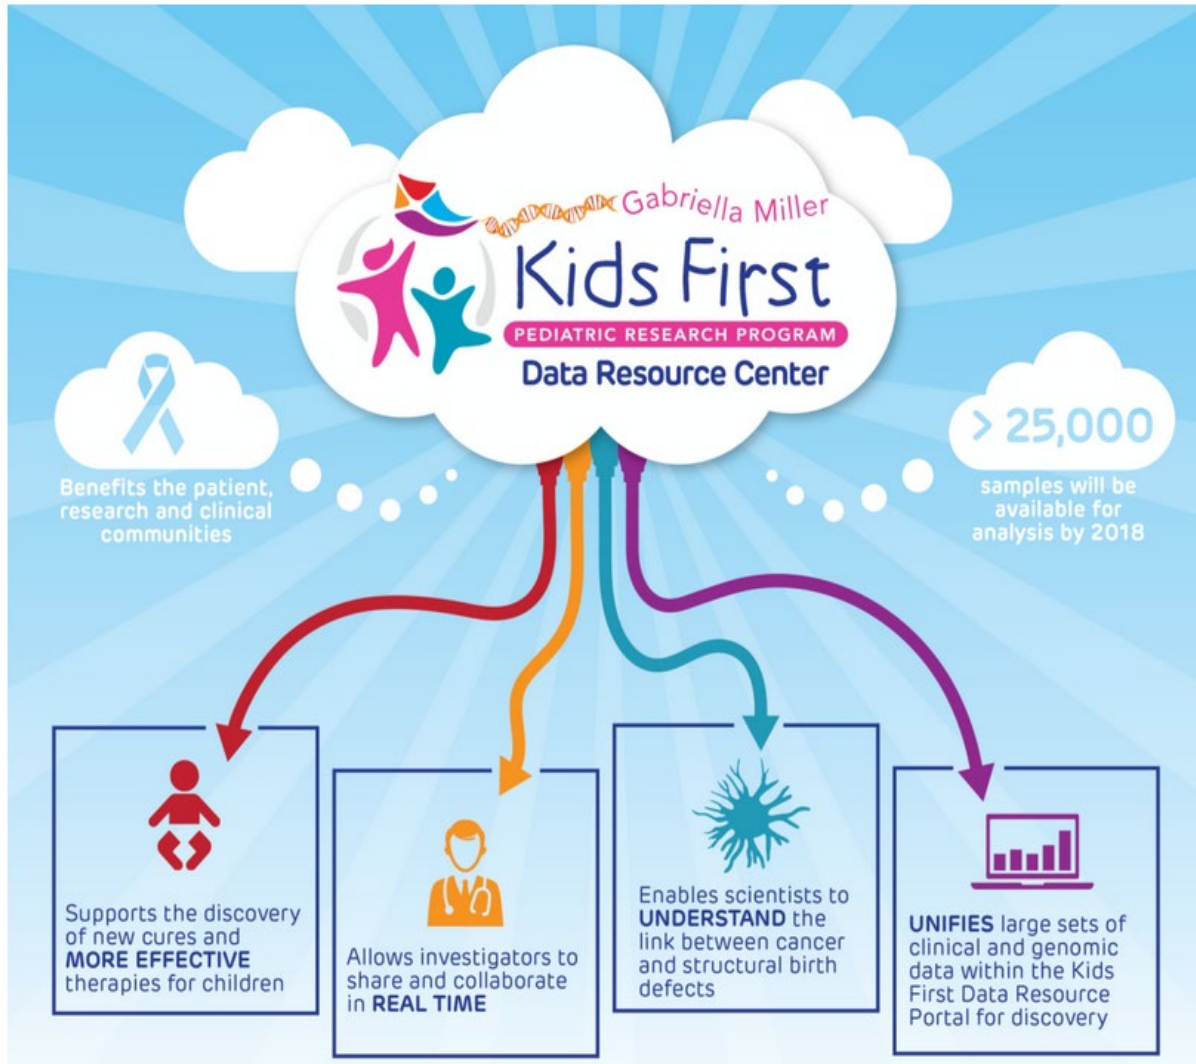 Gabriella Miller
Kids First
PEDIATRIC RESEARCH PROGRAM
Data Resource Center
Benefits the patient,
research and clinical
communities
> 25,000
samples will be
available for
analysis by 2018
Supports the discovery
of new cures and
MORE EFFECTIVE
therapies for children
Allows investigators to
share and collaborate
in REAL TIME
Enables scientists to
UNDERSTAND the
link between cancer
and structural birth
defects
UNIFIES large sets of
clinical and genomic
data within the Kids
First Data Resource
Portal for discovery